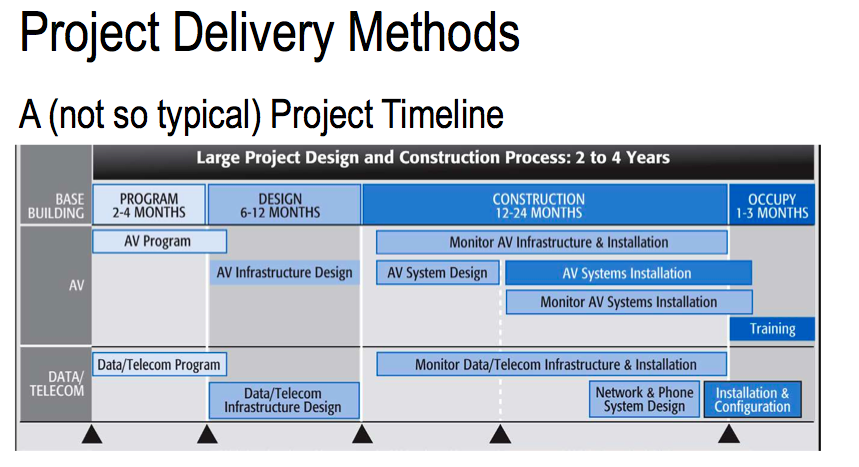 Project Delivery Methods
A (not so typical) Project Timeline
Large Project Design and Construction Process: 2 to 4 Years
BASE
BUILDING
PROGRAM
2-4 MONTHS
DESIGN
6-12 MONTHS
CONSTRUCTION
12-24 MONTHS
OCCUPY
1-3 MONTHS
AV
AV Program
Monitor AV Infrastructure & Installation
AV Infrastructure Design
AV System Design
AV Systems Installation
Monitor AV Systems Installation
Training
DATA/
TELECOM
Data/Telecom Program
Monitor Data/Telecom Infrastructure & Installation
Data/Telecom
Infrastructure Design
Network & Phone
System Design
Installation &
Configuration